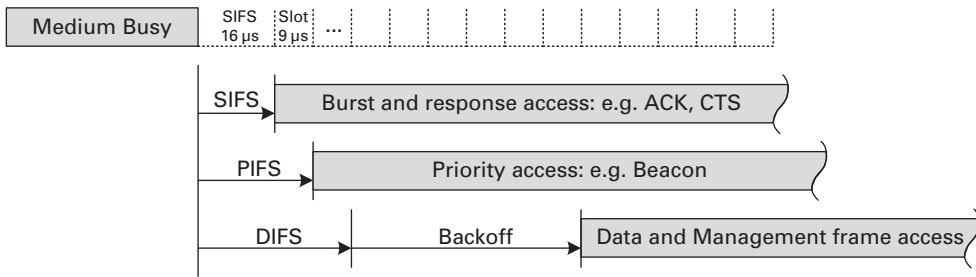 Medium Busy
SIFS
16 µs
Slot
9 µs
...
SIFS
Burst and response access: e.g. ACK, CTS
PIFS
Priority access: e.g. Beacon
DIFS
Backoff
Data and Management frame access